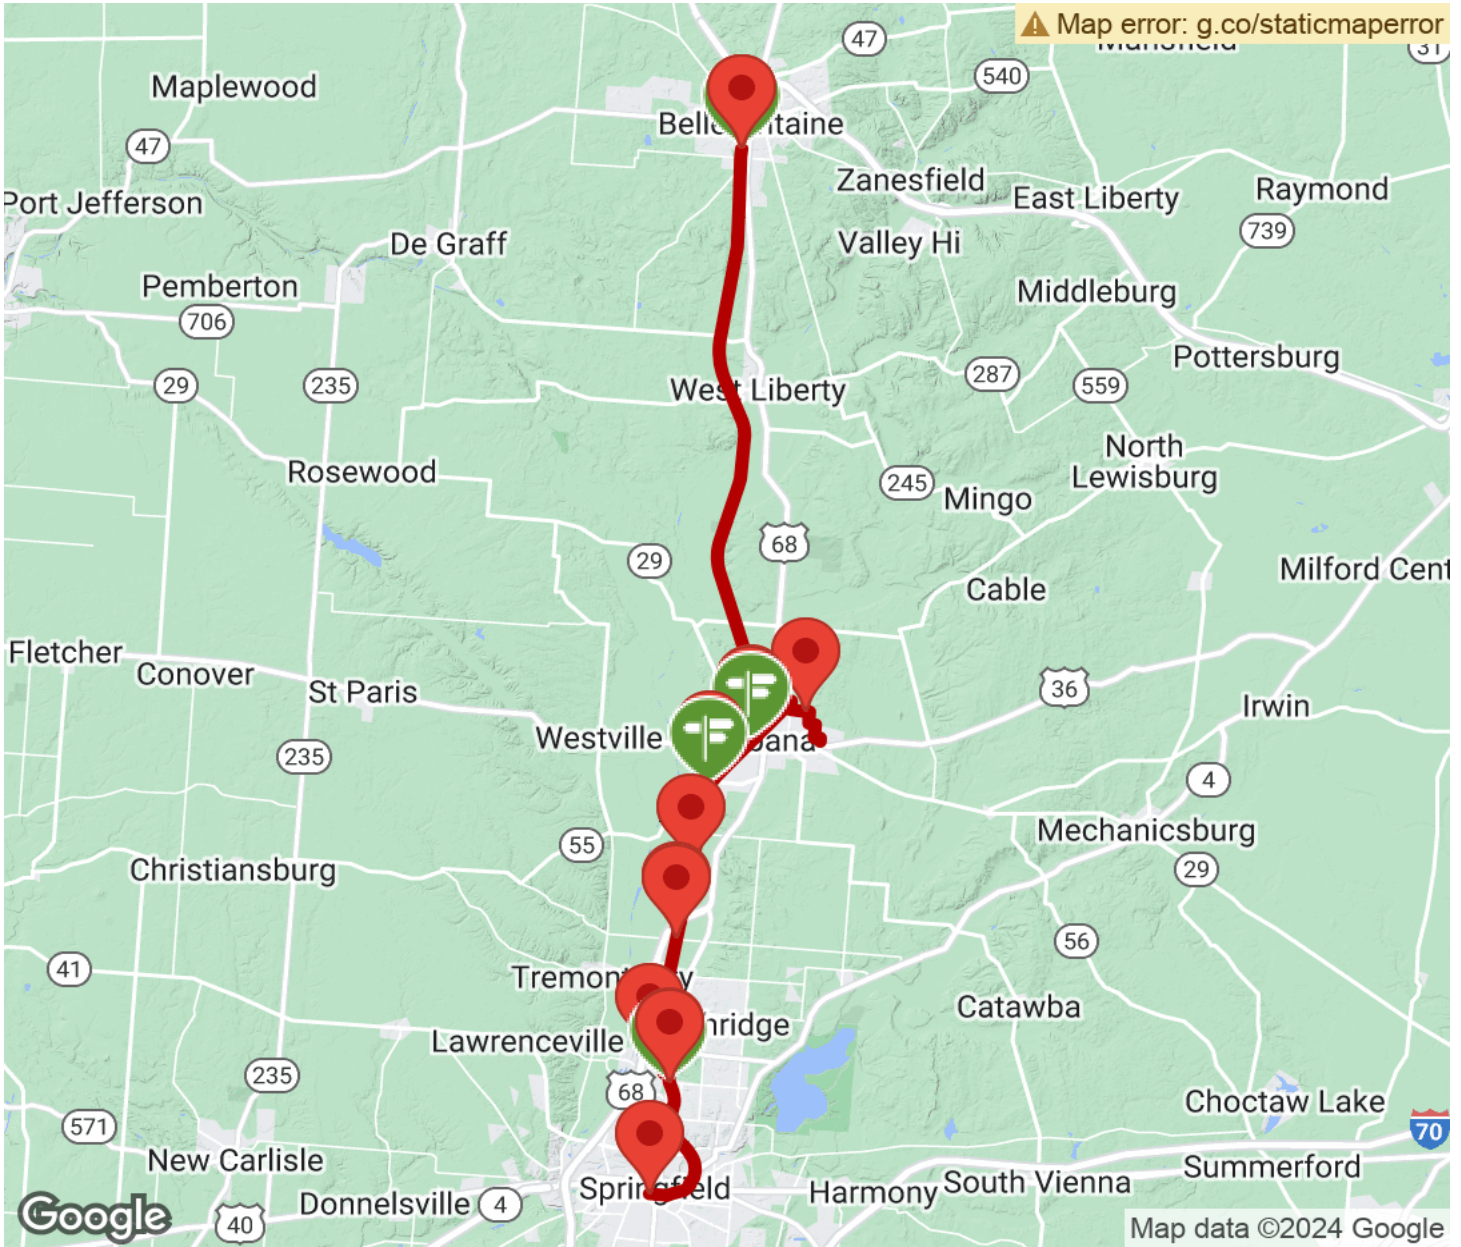 Map error: g.co/staticmaperror
47
31
540
Maplewood
Zanesfield
47
East Liberty
Raymond
Port Jefferson
739
De Graff
Valley Hi
Pemberton
Middleburg
706
Pottersburg
29
235
West Liberty
287
559
North
Lewisburg
Rosewood
245
Mingo
68
29
Milford Cent
Cable
Fletcher
Conover
St Paris
36
Irwin
Westville
235
4
Mechanicsburg
55
Christiansburg
29
56
41
Catawba
Lawrenceville
235
68
Choctaw Lake
571
70
New Carlisle
Summerford
South Vienna
Springfield
Harmony
Donnelsville
4
Google
40
Map data ©2024 Google